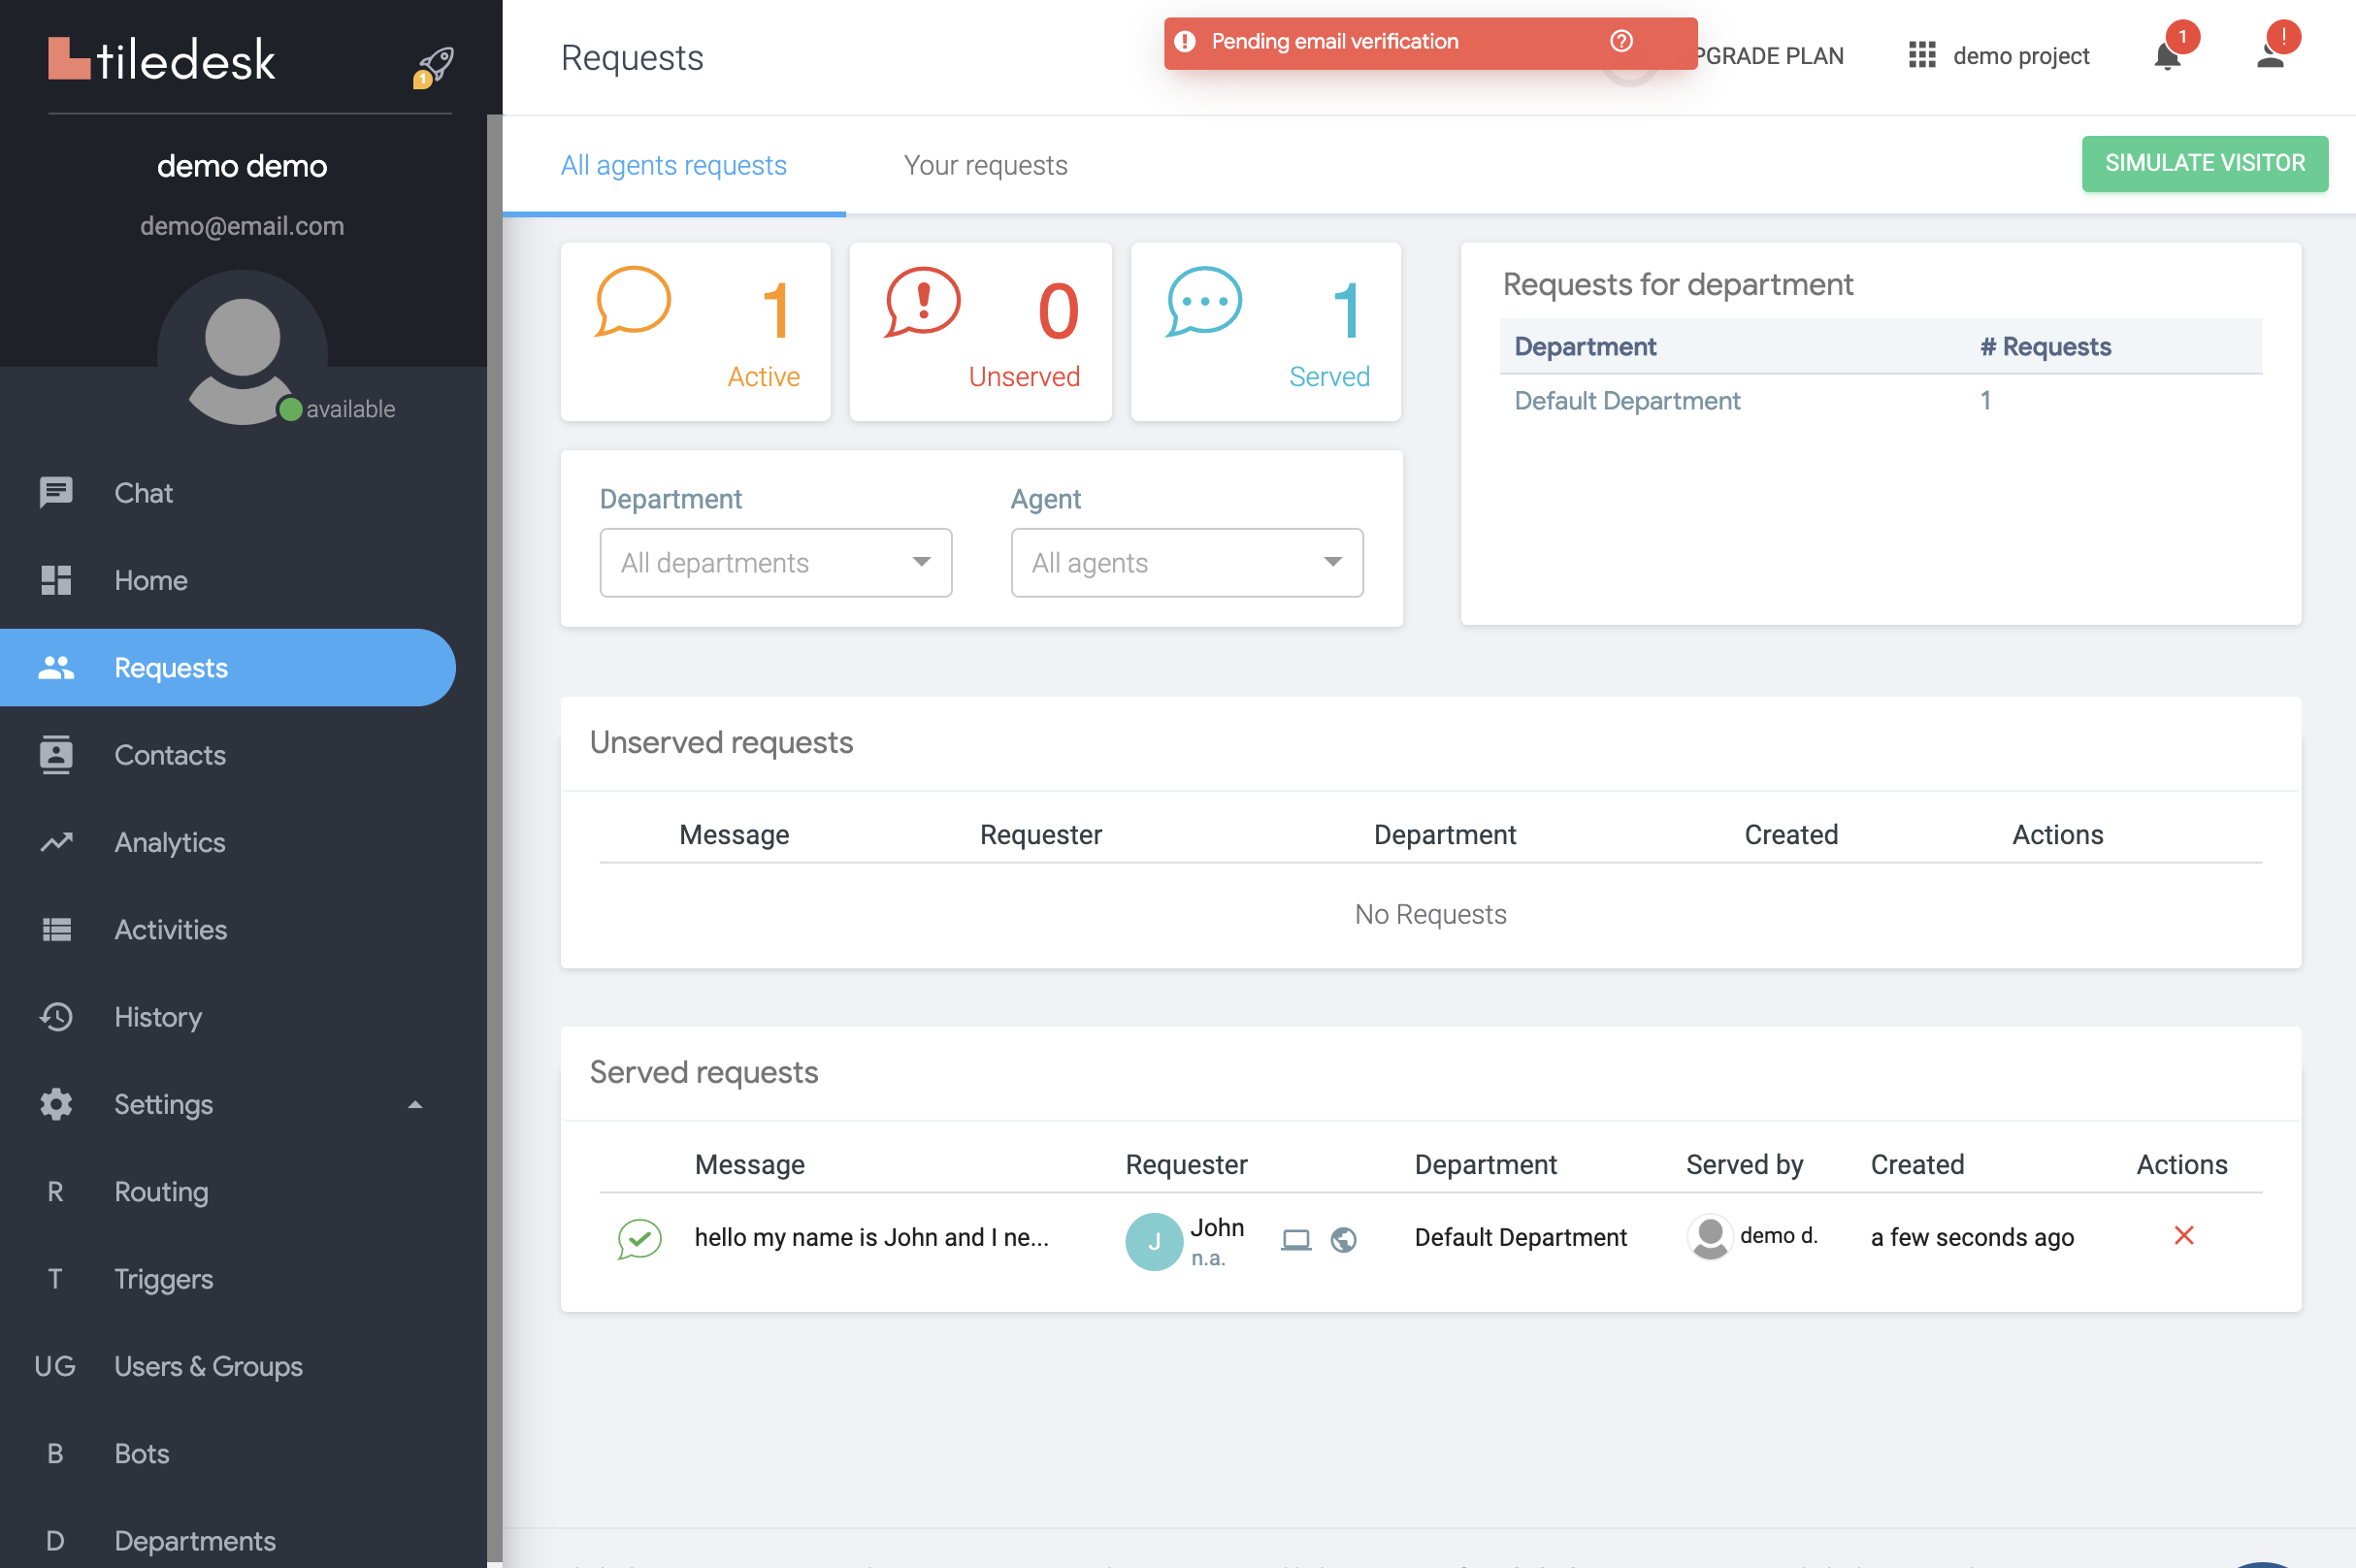 tiledesk
1
demo demo
demo@email.com
available
Chat
Home
Requests
Contacts
Analytics
Activities
History
Settings
R Routing
T Triggers
UG Users & Groups
B Bots
D Departments
Requests
Pending email verification
PGRADE PLAN
demo project
1
!
All agents requests
Your requests
SIMULATE VISITOR
1
Active
0
Unserved
1
Served
Department
All departments
Agent
All agents
Requests for department
Department # Requests
Default Department 1
Unserved requests
Message Requester Department Created Actions
No Requests
Served requests
Message Requester Department Served by Created Actions
hello my name is John and I ne... J John n.a. Default Department demo d. a few seconds ago